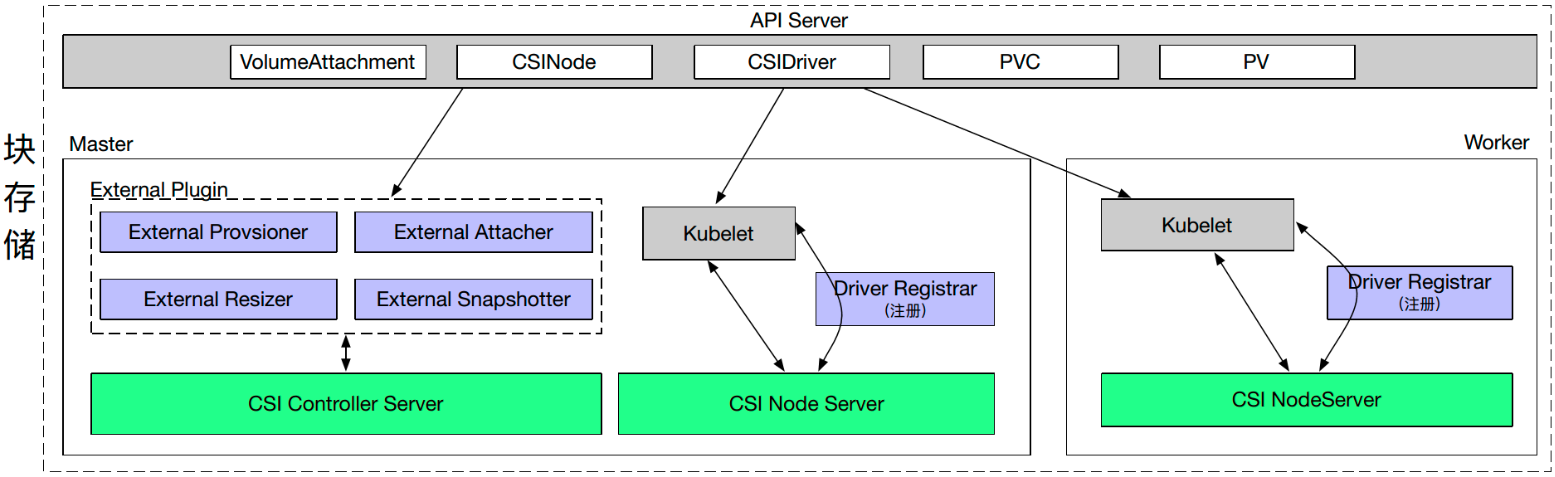 API Server
VolumeAttachment
CSINode
CSIDriver
PVC
PV
块
存
储
Master
Worker
External Plugin
External Provsioner
External Attacher
External Resizer
External Snapshotter
Kubelet
Driver Registrar
(注册)
Kubelet
Driver Registrar
(注册)
CSI Controller Server
CSI Node Server
CSI NodeServer